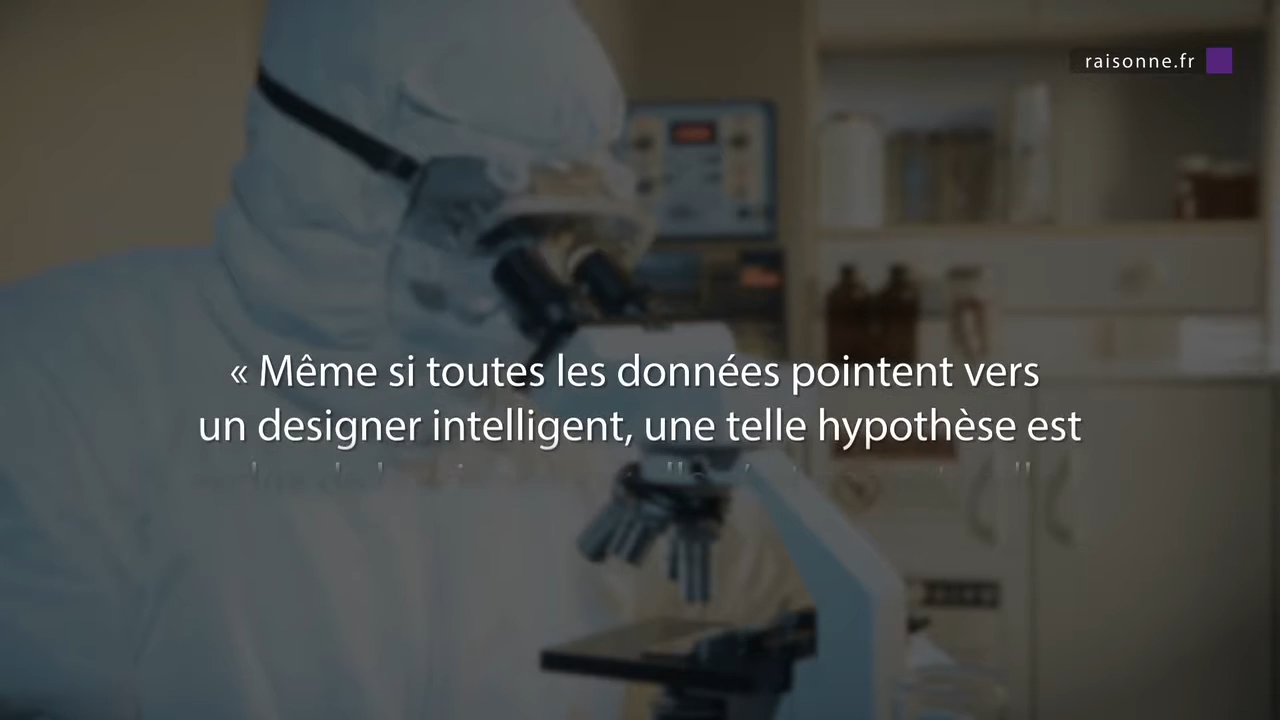 raisonne.fr
« Même si toutes les données pointent vers
un designer intelligent, une telle hypothèse est